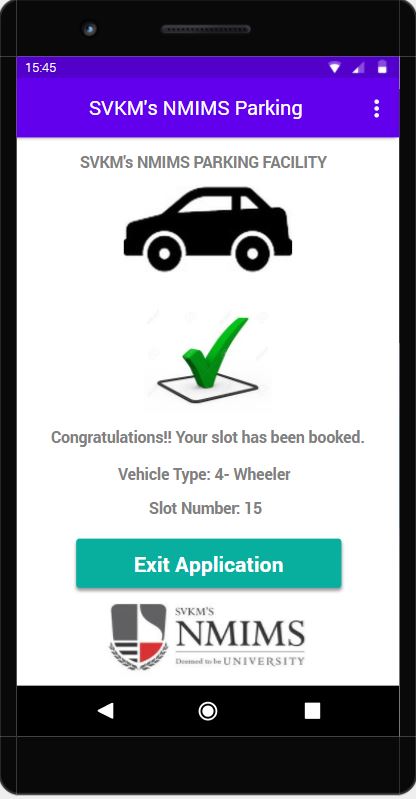 15:45
SVKM's NMIMS Parking
SVKM's NMIMS PARKING FACILITY
Congratulations!! Your slot has been booked.
Vehicle Type: 4- Wheeler
Slot Number: 15
Exit Application
SVKM'S
NMIMS
Deemed to be UNIVERSITY